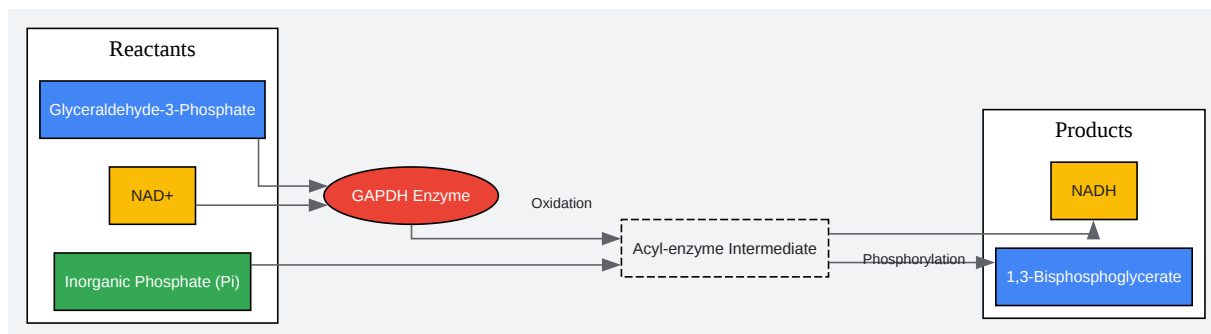 Reactants
Glyceraldehyde-3-Phosphate
NAD+
Inorganic Phosphate (Pi)
GAPDH Enzyme
Oxidation
Acyl-enzyme Intermediate
Phosphorylation
Products
NADH
1,3-Bisphosphoglycerate